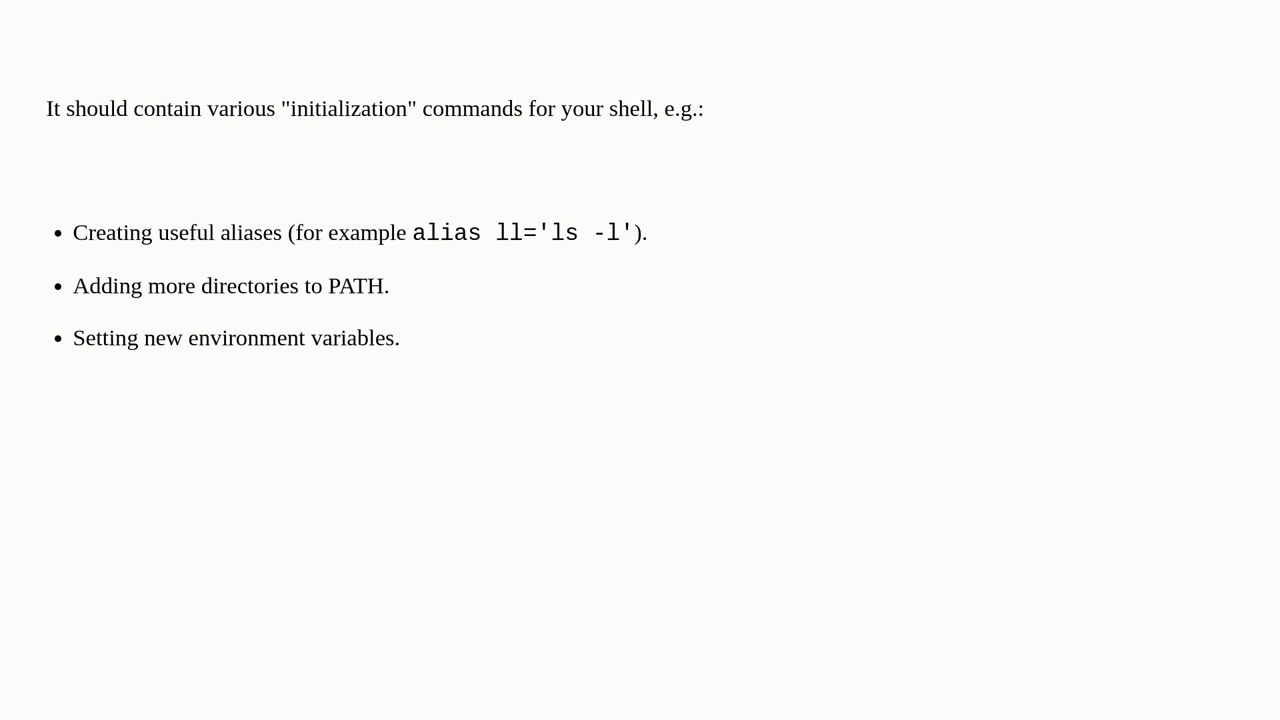 It should contain various "initialization" commands for your shell, e.g.:
• Creating useful aliases (for example alias ll='ls -l').
• Adding more directories to PATH.
• Setting new environment variables.